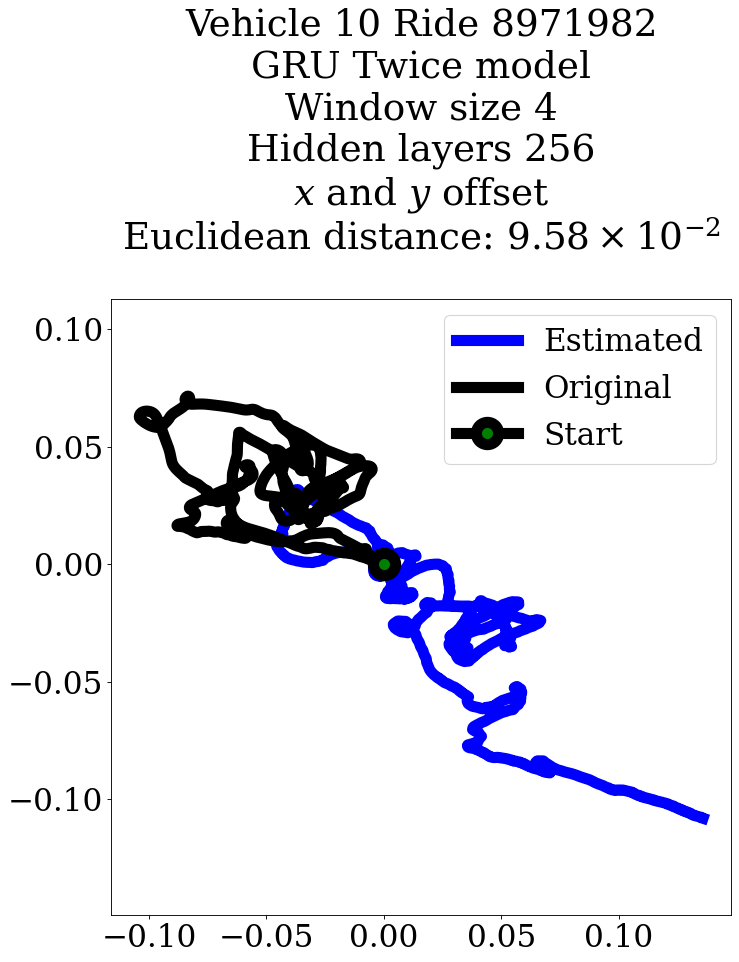 Vehicle 10 Ride 8971982
GRU Twice model
Window size 4
Hidden layers 256
x and y offset
Euclidean distance: 9.58 × 10⁻²
Estimated
Original
Start
0.10
0.05
0.00
−0.05
−0.10
−0.10 −0.05 0.00 0.05 0.10